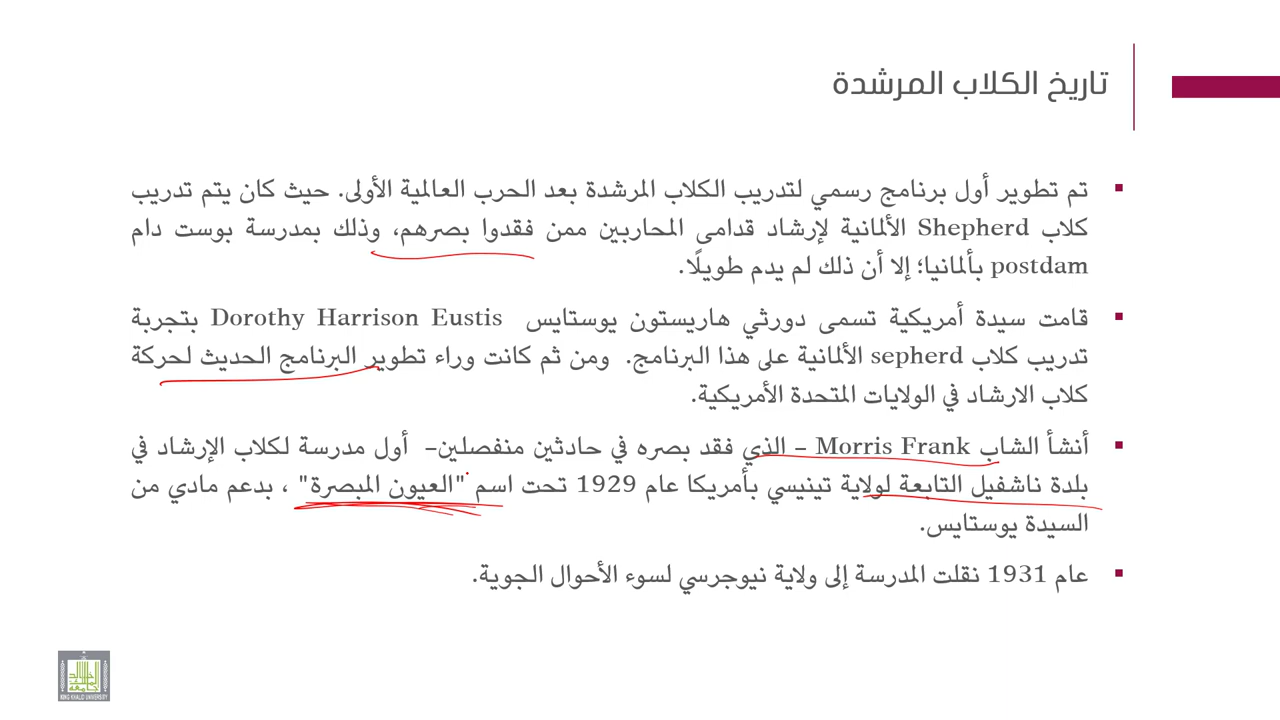 تاريخ الكلاب المرشدة
تم تطوير أول برنامج رسمي لتدريب الكلاب المرشدة بعد الحرب العالمية الأولى. حيث كان يتم تدريب
كلاب Shepherd الألمانية لإرشاد قدامى المحاربين ممن فقدوا بصرهم، وذلك بمدرسة بوست دام
postdam بألمانيا؛ إلا أن ذلك لم يدم طويلًا.
قامت سيدة أمريكية تسمى دورثي هاريستون يوستايس Dorothy Harrison Eustis بتجربة
تدريب كلاب sepherd الألمانية على هذا البرنامج. ومن ثم كانت وراء تطوير البرنامج الحديث لحركة
كلاب الارشاد في الولايات المتحدة الأمريكية.
أنشأ الشاب Morris Frank – الذي فقد بصره في حادثين منفصلين– أول مدرسة لكلاب الإرشاد في
بلدة ناشفيل التابعة لولاية تينيسي بأمريكا عام 1929 تحت اسم "العيون المبصرة" ، بدعم مادي من
السيدة يوستايس.
عام 1931 نقلت المدرسة إلى ولاية نيوجرسي لسوء الأحوال الجوية.
KING KHALID UNIVERSITY